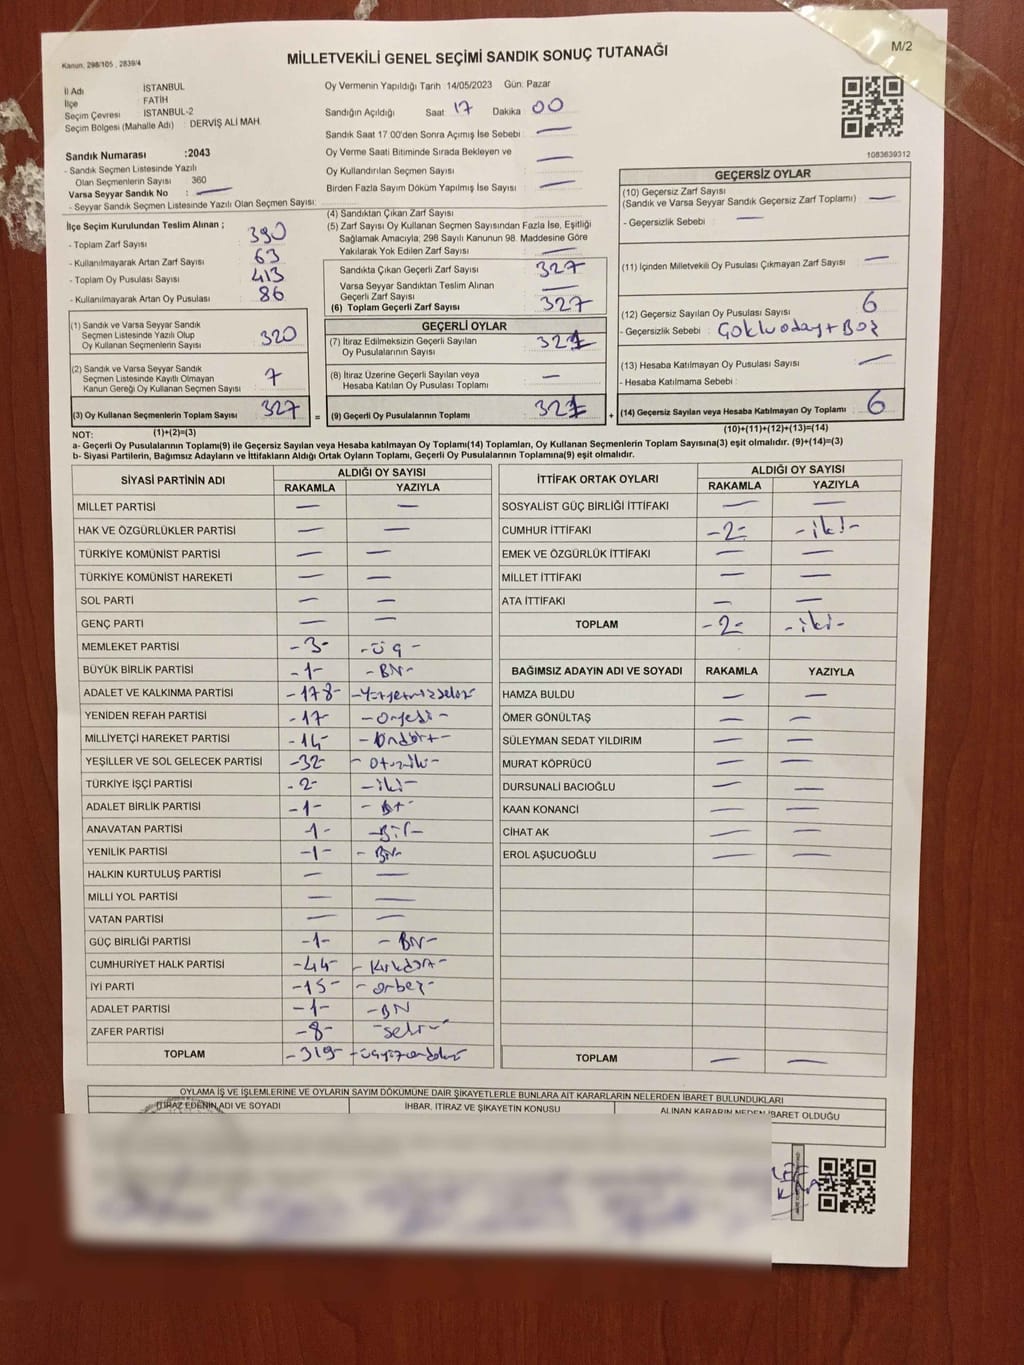 MİLLETVEKİLİ GENEL SEÇİMİ SANDIK SONUÇ TUTANAĞI
M/2
Kanun, 298/105 , 2839/4
İl Adı İSTANBUL
İlçe FATİH
Seçim Çevresi İSTANBUL-2
Seçim Bölgesi (Mahalle Adı) DERVİŞ ALİ MAH.
Sandık Numarası :2043
- Sandık Seçmen Listesinde Yazılı
Olan Seçmenlerin Sayısı 360
Varsa Seyyar Sandık No : —
- Seyyar Sandık Seçmen Listesinde Yazılı Olan Seçmen Sayısı:
Oy Vermenin Yapıldığı Tarih :14/05/2023 Gün: Pazar
Sandığın Açıldığı Saat 17 Dakika 00
Sandık Saat 17.00'den Sonra Açımış İse Sebebi —
Oy Verme Saati Bitiminde Sırada Bekleyen ve
Oy Kullandırılan Seçmen Sayısı —
Birden Fazla Sayım Döküm Yapılmış İse Sayısı —
1083639312
İlçe Seçim Kurulundan Teslim Alınan ;
- Toplam Zarf Sayısı 390
- Kullanılmayarak Artan Zarf Sayısı 63
- Toplam Oy Pusulası Sayısı 413
- Kullanılmayarak Artan Oy Pusulası 86
(1) Sandık ve Varsa Seyyar Sandık
Seçmen Listesinde Yazılı Olup
Oy Kullanan Seçmenlerin Sayısı 320
(2) Sandık ve Varsa Seyyar Sandık
Seçmen Listesinde Kayıtlı Olmayan
Kanun Gereği Oy Kullanan Seçmen Sayısı 7
(3) Oy Kullanan Seçmenlerin Toplam Sayısı 327
(1)+(2)=(3)
(4) Sandıktan Çıkan Zarf Sayısı
(5) Zarf Sayısı Oy Kullanan Seçmen Sayısından Fazla İse, Eşitliği
Sağlamak Amacıyla; 298 Sayılı Kanunun 98. Maddesine Göre
Yakılarak Yok Edilen Zarf Sayısı —
Sandıkta Çıkan Geçerli Zarf Sayısı 327
Varsa Seyyar Sandıktan Teslim Alınan
Geçerli Zarf Sayısı —
(6) Toplam Geçerli Zarf Sayısı 327
GEÇERLİ OYLAR
(7) İtiraz Edilmeksizin Geçerli Sayılan
Oy Pusulalarının Sayısı 321
(8) İtiraz Üzerine Geçerli Sayılan veya
Hesaba Katılan Oy Pusulası Toplamı —
= (9) Geçerli Oy Pusulalarının Toplamı 321 +
GEÇERSİZ OYLAR
(10) Geçersiz Zarf Sayısı
(Sandık ve Varsa Seyyar Sandık Geçersiz Zarf Toplamı) —
- Geçersizlik Sebebi : —
(11) İçinden Milletvekili Oy Pusulası Çıkmayan Zarf Sayısı —
(12) Geçersiz Sayılan Oy Pusulası Sayısı 6
- Geçersizlik Sebebi :
(13) Hesaba Katılmayan Oy Pusulası Sayısı —
- Hesaba Katılmama Sebebi :
(14) Geçersiz Sayılan veya Hesaba Katılmayan Oy Toplamı 6
(10)+(11)+(12)+(13)=(14)
NOT:
a- Geçerli Oy Pusulalarının Toplamı(9) ile Geçersiz Sayılan veya Hesaba katılmayan Oy Toplamı(14) Toplamları, Oy Kullanan Seçmenlerin Toplam Sayısına(3) eşit olmalıdır. (9)+(14)=(3)
b- Siyasi Partilerin, Bağımsız Adayların ve İttifakların Aldığı Ortak Oyların Toplamı, Geçerli Oy Pusulalarının Toplamına(9) eşit olmalıdır.
SİYASİ PARTİNİN ADI ALDIĞI OY SAYISI
RAKAMLA YAZIYLA
MİLLET PARTİSİ — —
HAK VE ÖZGÜRLÜKLER PARTİSİ — —
TÜRKİYE KOMÜNİST PARTİSİ — —
TÜRKİYE KOMÜNİST HAREKETİ — —
SOL PARTİ — —
GENÇ PARTİ — —
MEMLEKET PARTİSİ -3- -üç-
BÜYÜK BİRLİK PARTİSİ -1- -Bir-
ADALET VE KALKINMA PARTİSİ -178- -Yüzyetmişsekiz
YENİDEN REFAH PARTİSİ -17 -Onyedi-
MİLLİYETÇİ HAREKET PARTİSİ -14- -Ondört-
YEŞİLLER VE SOL GELECEK PARTİSİ -32- -Otuziki-
TÜRKİYE İŞÇİ PARTİSİ -2- -iki-
ADALET BİRLİK PARTİSİ -1- -Bir-
ANAVATAN PARTİSİ -1- -Bir-
YENİLİK PARTİSİ -1- -Bir-
HALKIN KURTULUŞ PARTİSİ — —
MİLLİ YOL PARTİSİ — —
VATAN PARTİSİ — —
GÜÇ BİRLİĞİ PARTİSİ -1- -Bir-
CUMHURİYET HALK PARTİSİ -44- -Kırkdört-
İYİ PARTİ -15- -onbeş-
ADALET PARTİSİ -1- -Bir
ZAFER PARTİSİ -8- -sekiz-
TOPLAM -319- -üçyüzondokuz
İTTİFAK ORTAK OYLARI ALDIĞI OY SAYISI
RAKAMLA YAZIYLA
SOSYALİST GÜÇ BİRLİĞİ İTTİFAKI — —
CUMHUR İTTİFAKI -2- -iki-
EMEK VE ÖZGÜRLÜK İTTİFAKI — —
MİLLET İTTİFAKI — —
ATA İTTİFAKI — —
TOPLAM -2- -iki-
BAĞIMSIZ ADAYIN ADI VE SOYADI RAKAMLA YAZIYLA
HAMZA BULDU — —
ÖMER GÖNÜLTAŞ — —
SÜLEYMAN SEDAT YILDIRIM — —
MURAT KÖPRÜCÜ — —
DURSUNALİ BACIOĞLU — —
KAAN KONANCİ — —
CİHAT AK — —
EROL AŞUCUOĞLU — —
TOPLAM — —
OYLAMA İŞ VE İŞLEMLERİNE VE OYLARIN SAYIM DÖKÜMÜNE DAİR ŞİKAYETLERLE BUNLARA AİT KARARLARIN NELERDEN İBARET BULUNDUKLARI
İTİRAZ EDENİN ADI VE SOYADI İHBAR, İTİRAZ VE ŞİKAYETİN KONUSU ALINAN KARARIN NEDEN İBARET OLDUĞU